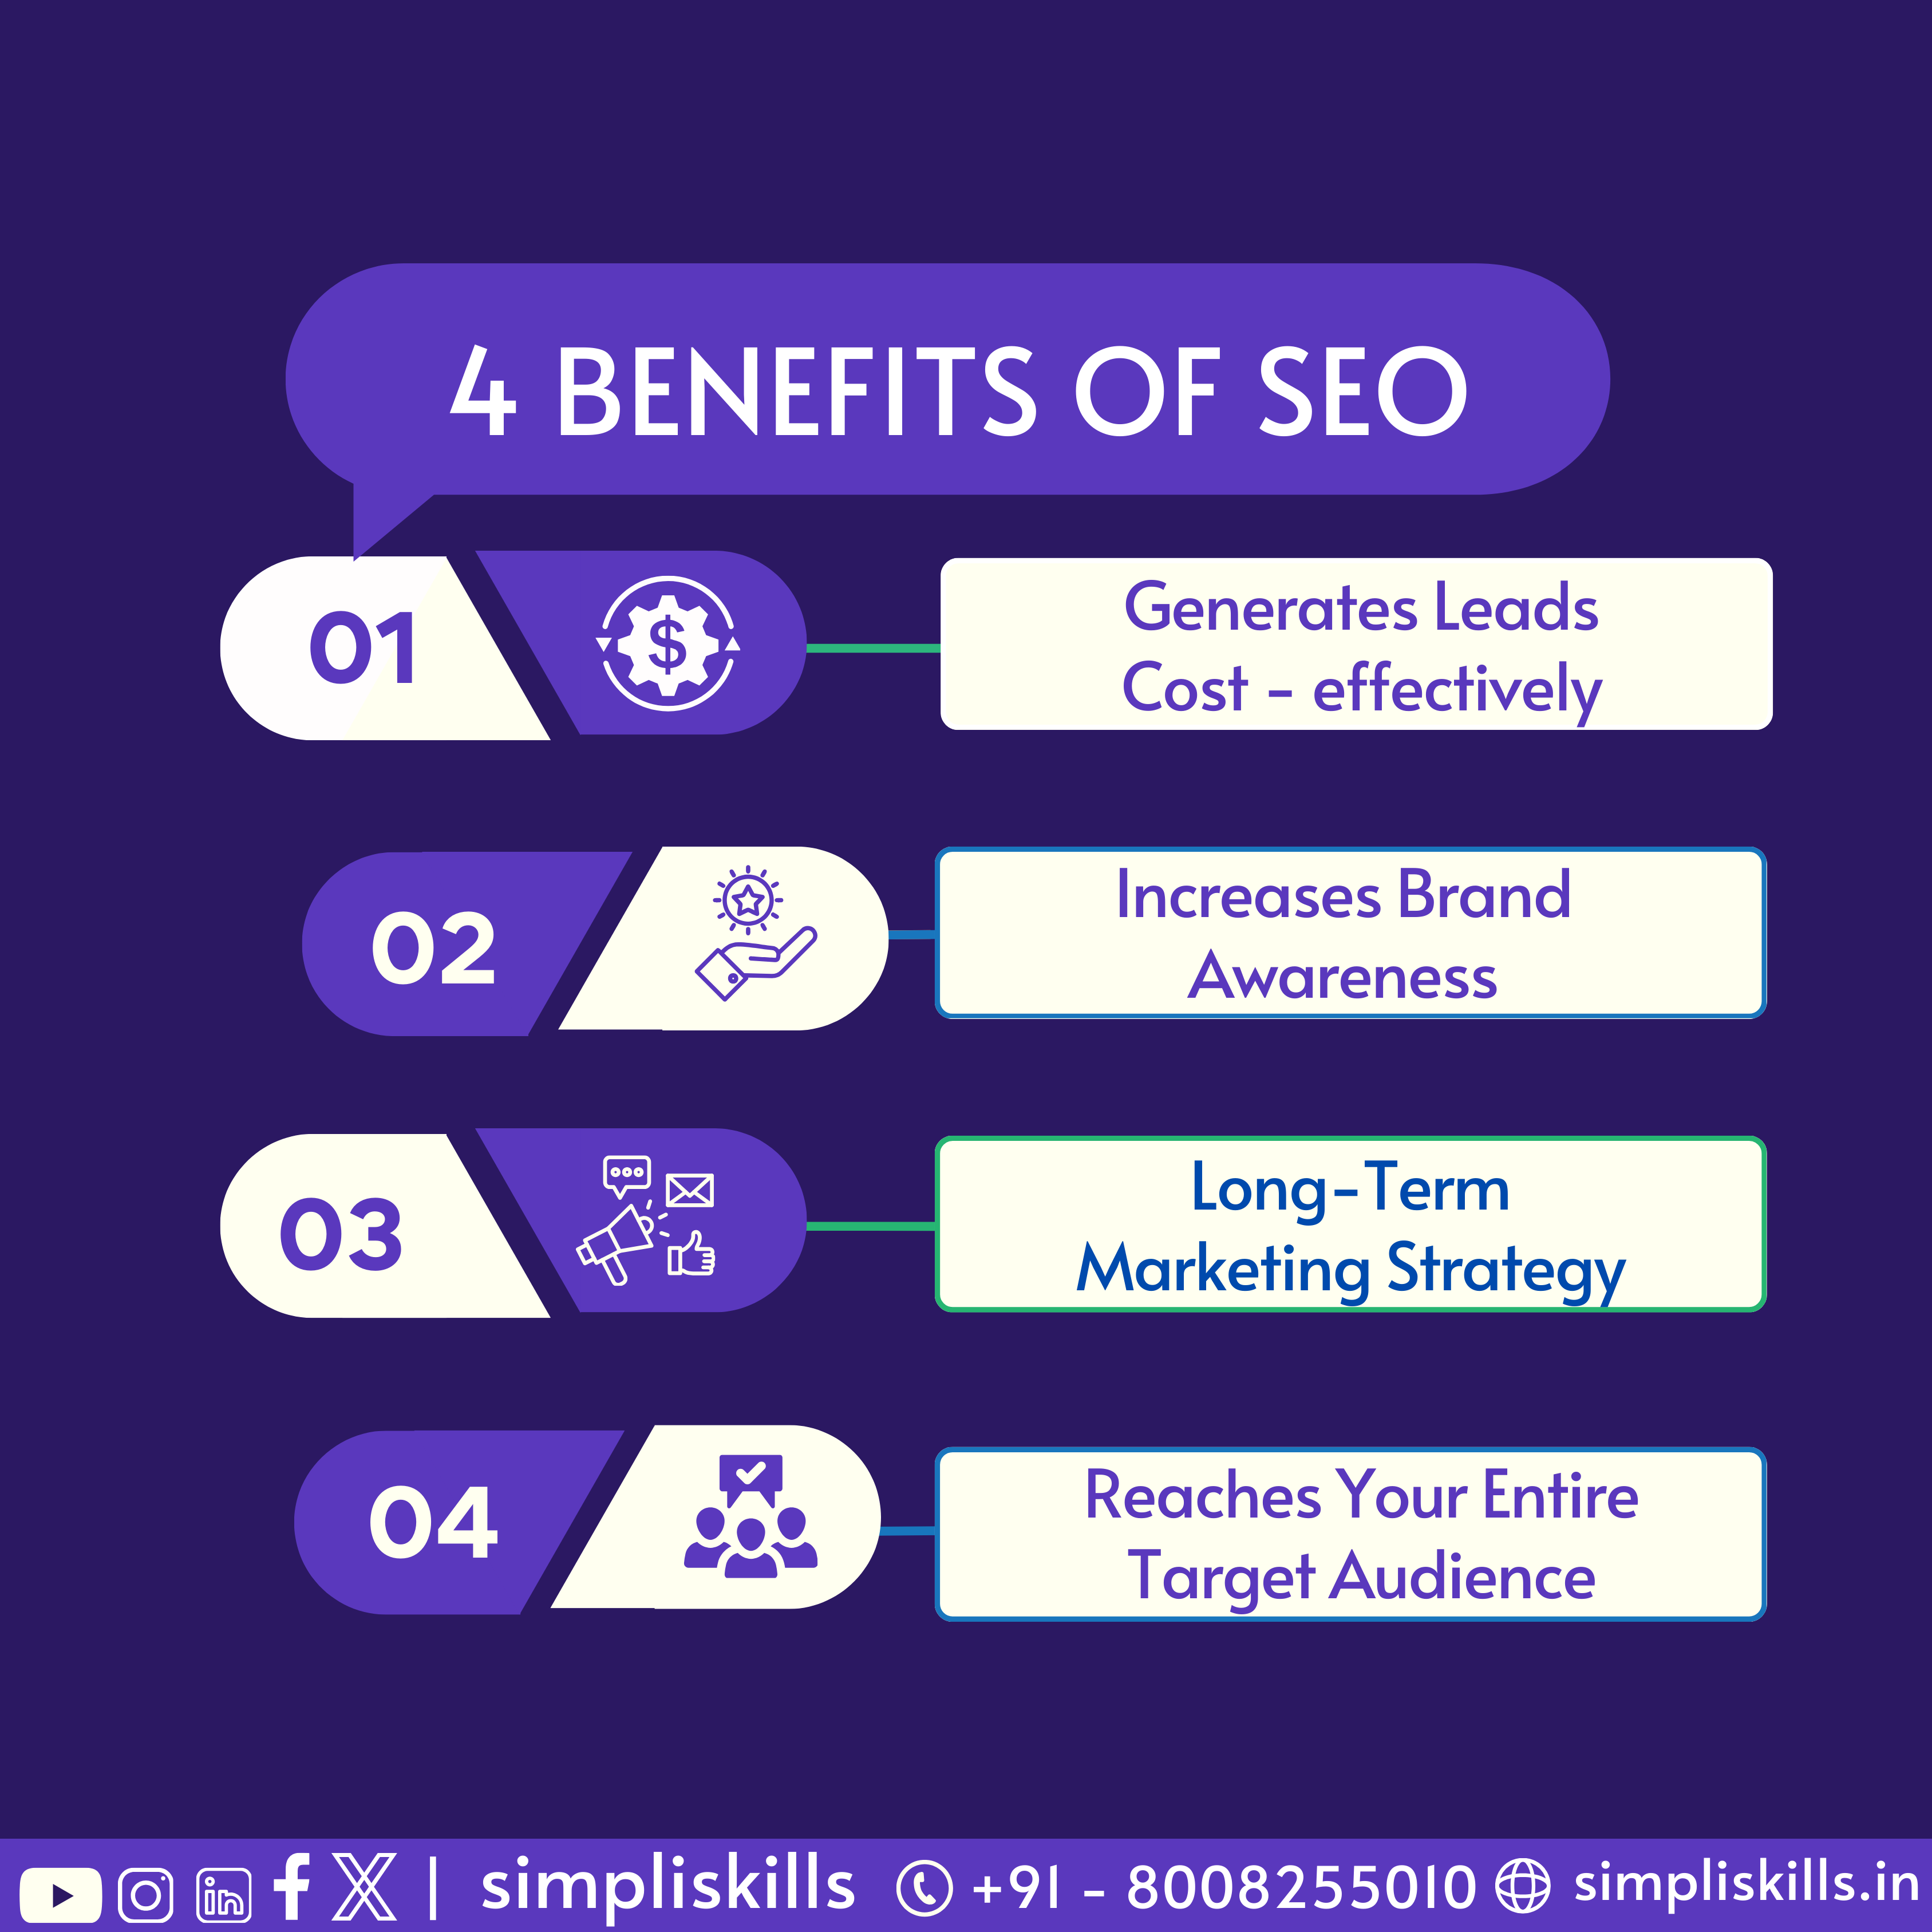 4 BENEFITS OF SEO
01
$
Generates Leads
Cost - effectively
02
Increases Brand
Awareness
03
Long-Term
Marketing Strategy
04
Reaches Your Entire
Target Audience
in f X | simpliskills +91 - 8008255010 simpliskills.in